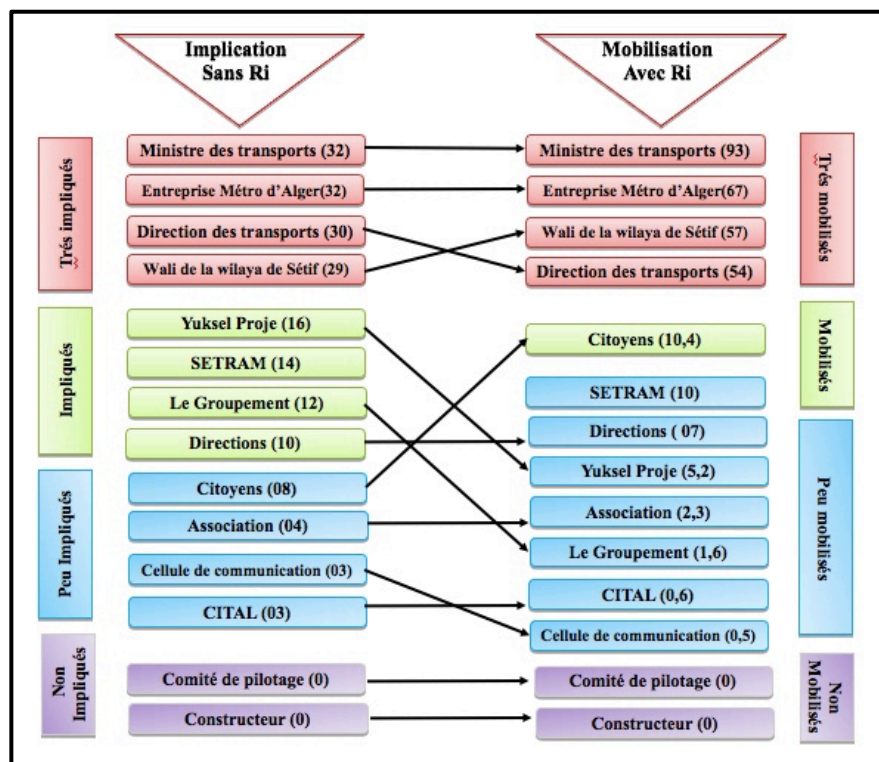 Implication
Sans Ri
Mobilisation
Avec Ri
Trés impliqués
Ministre des transports (32)
Entreprise Métro d'Alger(32)
Direction des transports (30)
Wali de la wilaya de Sétif (29)
Ministre des transports (93)
Entreprise Métro d'Alger(67)
Wali de la wilaya de Sétif (57)
Direction des transports (54)
Trés mobilisés
Impliqués
Yuksel Proje (16)
SETRAM (14)
Le Groupement (12)
Directions (10)
Citoyens (10,4)
Mobilisés
Peu Impliqués
Citoyens (08)
Association (04)
Cellule de communication (03)
CITAL (03)
SETRAM (10)
Directions ( 07)
Yuksel Proje (5,2)
Association (2,3)
Le Groupement (1,6)
CITAL (0,6)
Cellule de communication (0,5)
Peu mobilisés
Non
Impliqués
Comité de pilotage (0)
Constructeur (0)
Comité de pilotage (0)
Constructeur (0)
Non
Mobilisés